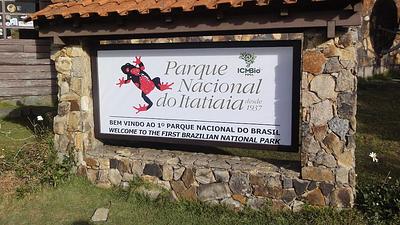 Parque
Nacional
do Itatiaia desde
1937
ICMBio
BEM VINDO AO 1º PARQUE NACIONAL DO BRASIL
WELCOME TO THE FIRST BRAZILIAN NATIONAL PARK